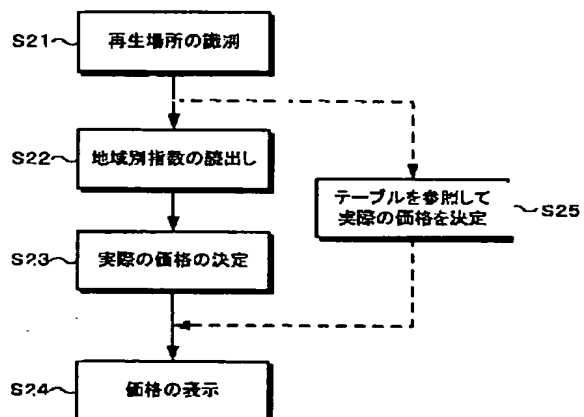 S21
再生場所の識別
S22
地域別指数の読出し
テーブルを参照して
実際の価格を決定
S25
S23
実際の価格の決定
S24
価格の表示